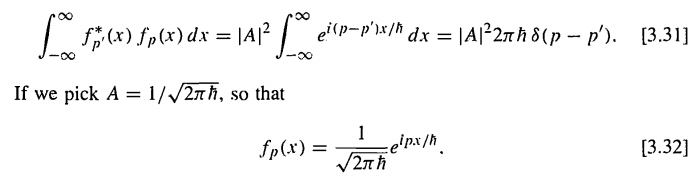 ∫_{-∞}^{∞} f*_{p'}(x) f_p(x) dx = |A|² ∫_{-∞}^{∞} e^{i(p-p')x/ħ} dx = |A|² 2πħ δ(p − p'). [3.31]
If we pick A = 1/√2πħ, so that
f_p(x) = 1/√2πħ e^{ipx/ħ}. [3.32]